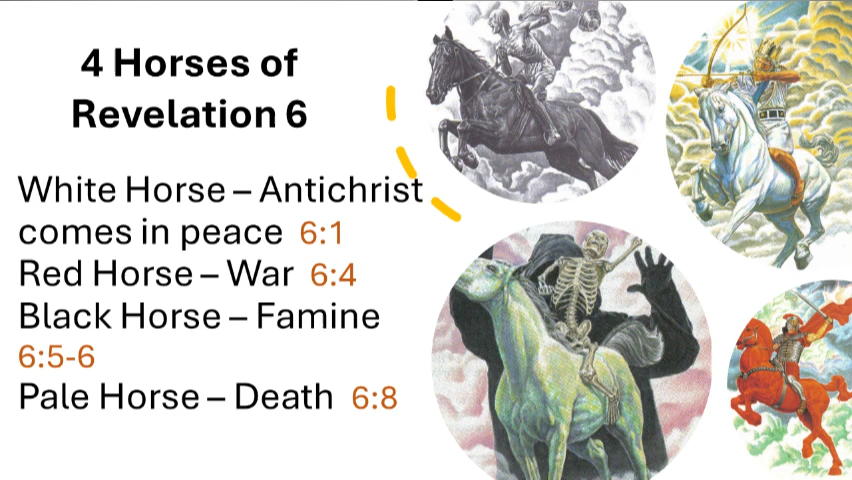 4 Horses of
Revelation 6
White Horse – Antichrist
comes in peace 6:1
Red Horse – War 6:4
Black Horse – Famine
6:5-6
Pale Horse – Death 6:8